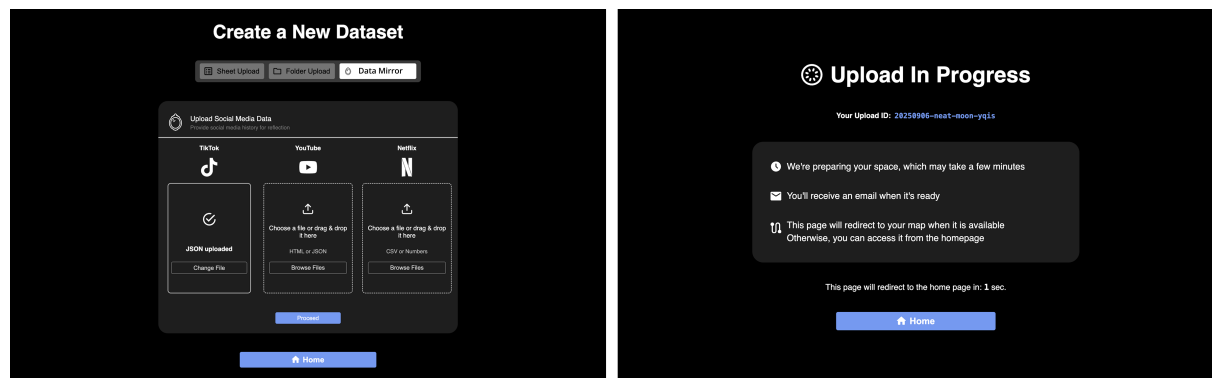 Create a New Dataset
Sheet Upload
Folder Upload
Data Mirror
Upload Social Media Data
Provide social media history for reflection
TikTok
YouTube
Netflix
JSON uploaded
Change File
Choose a file or drag & drop
it here
HTML or JSON
Browse Files
Choose a file or drag & drop
it here
CSV or Numbers
Browse Files
Proceed
Home
Upload In Progress
Your Upload ID: 20250906-neat-moon-yqis
We're preparing your space, which may take a few minutes
You'll receive an email when it's ready
This page will redirect to your map when it is available
Otherwise, you can access it from the homepage
This page will redirect to the home page in: 1 sec.
Home